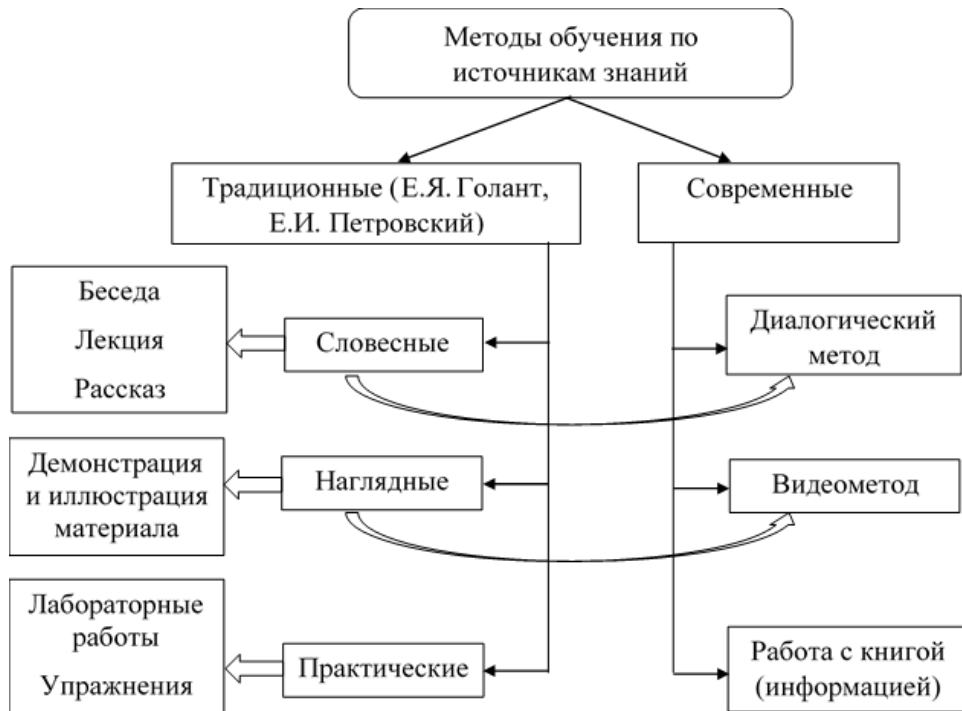 Методы обучения по
источникам знаний
Традиционные (Е.Я. Голант,
Е.И. Петровский)
Современные
Беседа
Лекция
Рассказ
Словесные
Диалогический
метод
Демонстрация
и иллюстрация
материала
Наглядные
Видеометод
Лабораторные
работы
Упражнения
Практические
Работа с книгой
(информацией)